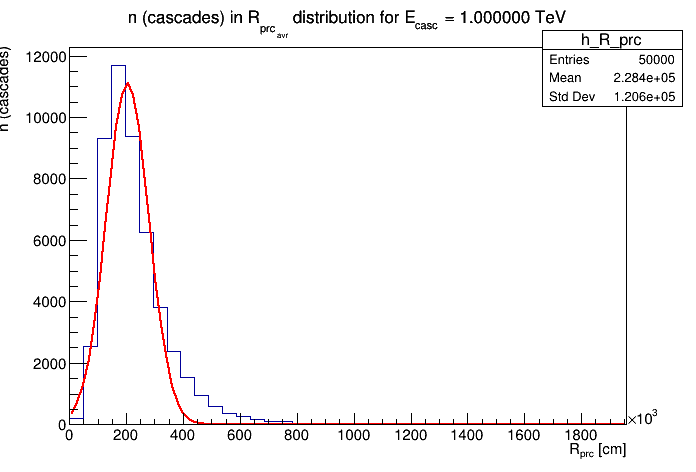 n (cascades) in R_prc_avr distribution for E_casc = 1.000000 TeV
h_R_prc
Entries 50000
Mean 2.284e+05
Std Dev 1.206e+05
n (cascades)
12000
10000
8000
6000
4000
2000
0
0 200 400 600 800 1000 1200 1400 1600 1800
×10³
R_prc [cm]